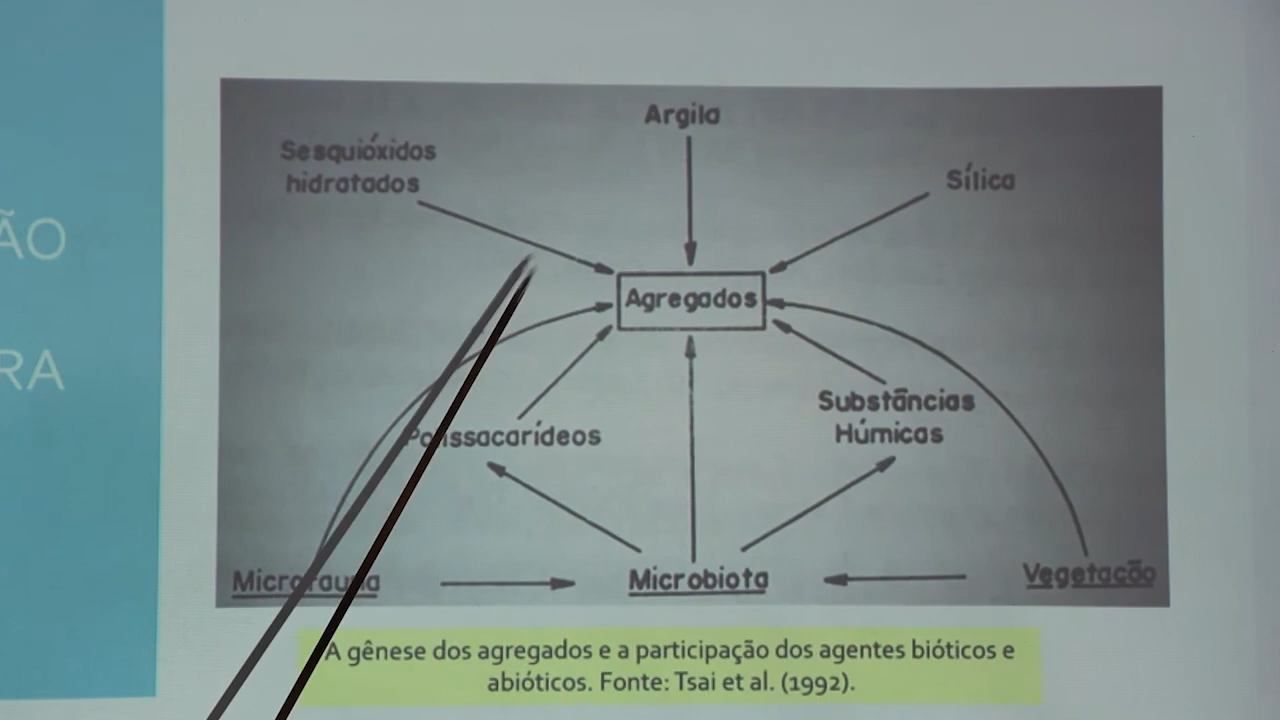 ÃO
RA
Argila
Sesquióxidos
hidratados
Sílica
Agregados
Substâncias
Húmicas
Polissacarídeos
Microfauna
Microbiota
Vegetação
A gênese dos agregados e a participação dos agentes bióticos e
abióticos. Fonte: Tsai et al. (1992).